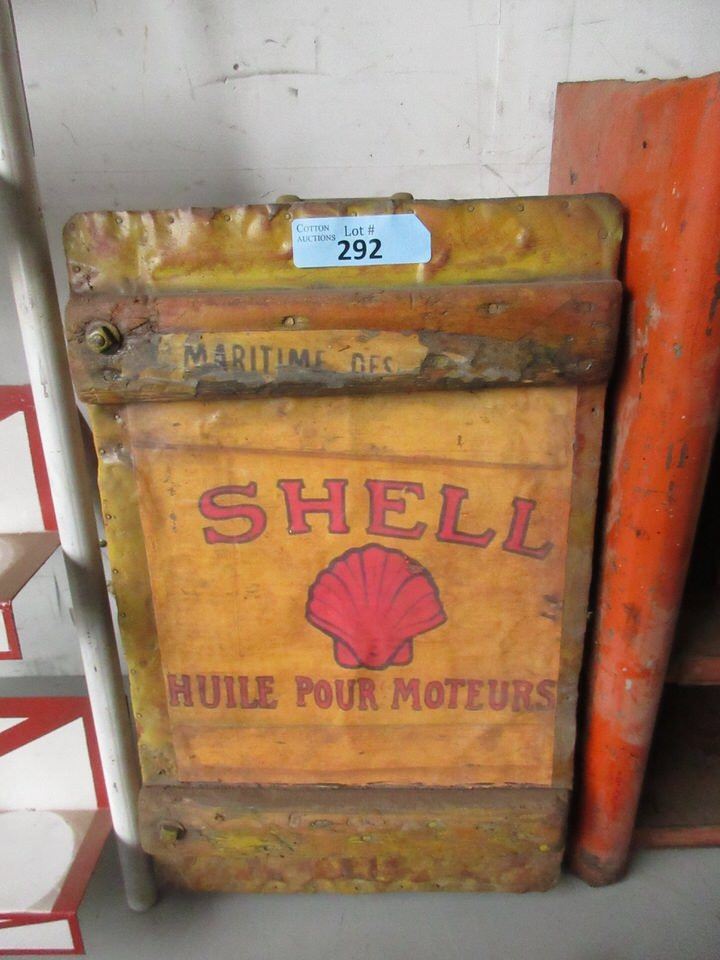 COTTON
AUCTIONS
Lot #
292
MARITIME DES
SHELL
HUILE POUR MOTEURS